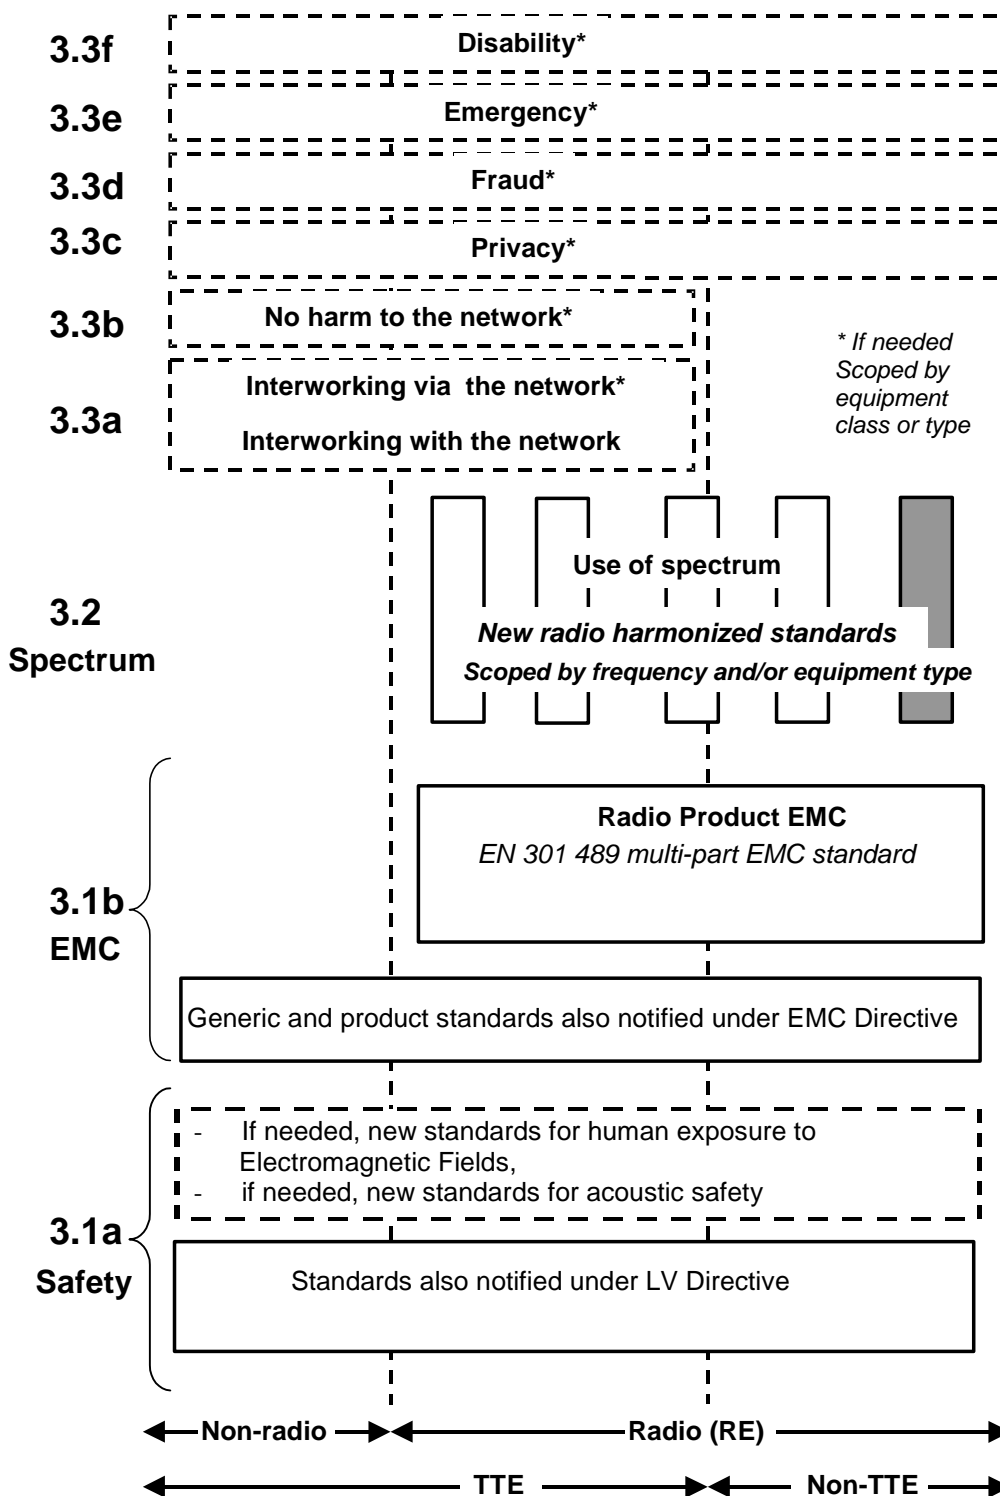 3.3f
Disability*
3.3e
Emergency*
3.3d
Fraud*
3.3c
Privacy*
3.3b
No harm to the network*
3.3a
Interworking via the network*
Interworking with the network
* If needed
Scoped by
equipment
class or type
3.2
Spectrum
Use of spectrum
New radio harmonized standards
Scoped by frequency and/or equipment type
3.1b
EMC
Radio Product EMC
EN 301 489 multi-part EMC standard
Generic and product standards also notified under EMC Directive
3.1a
Safety
- If needed, new standards for human exposure to
Electromagnetic Fields,
- if needed, new standards for acoustic safety
Standards also notified under LV Directive
Non-radio
Radio (RE)
TTE
Non-TTE